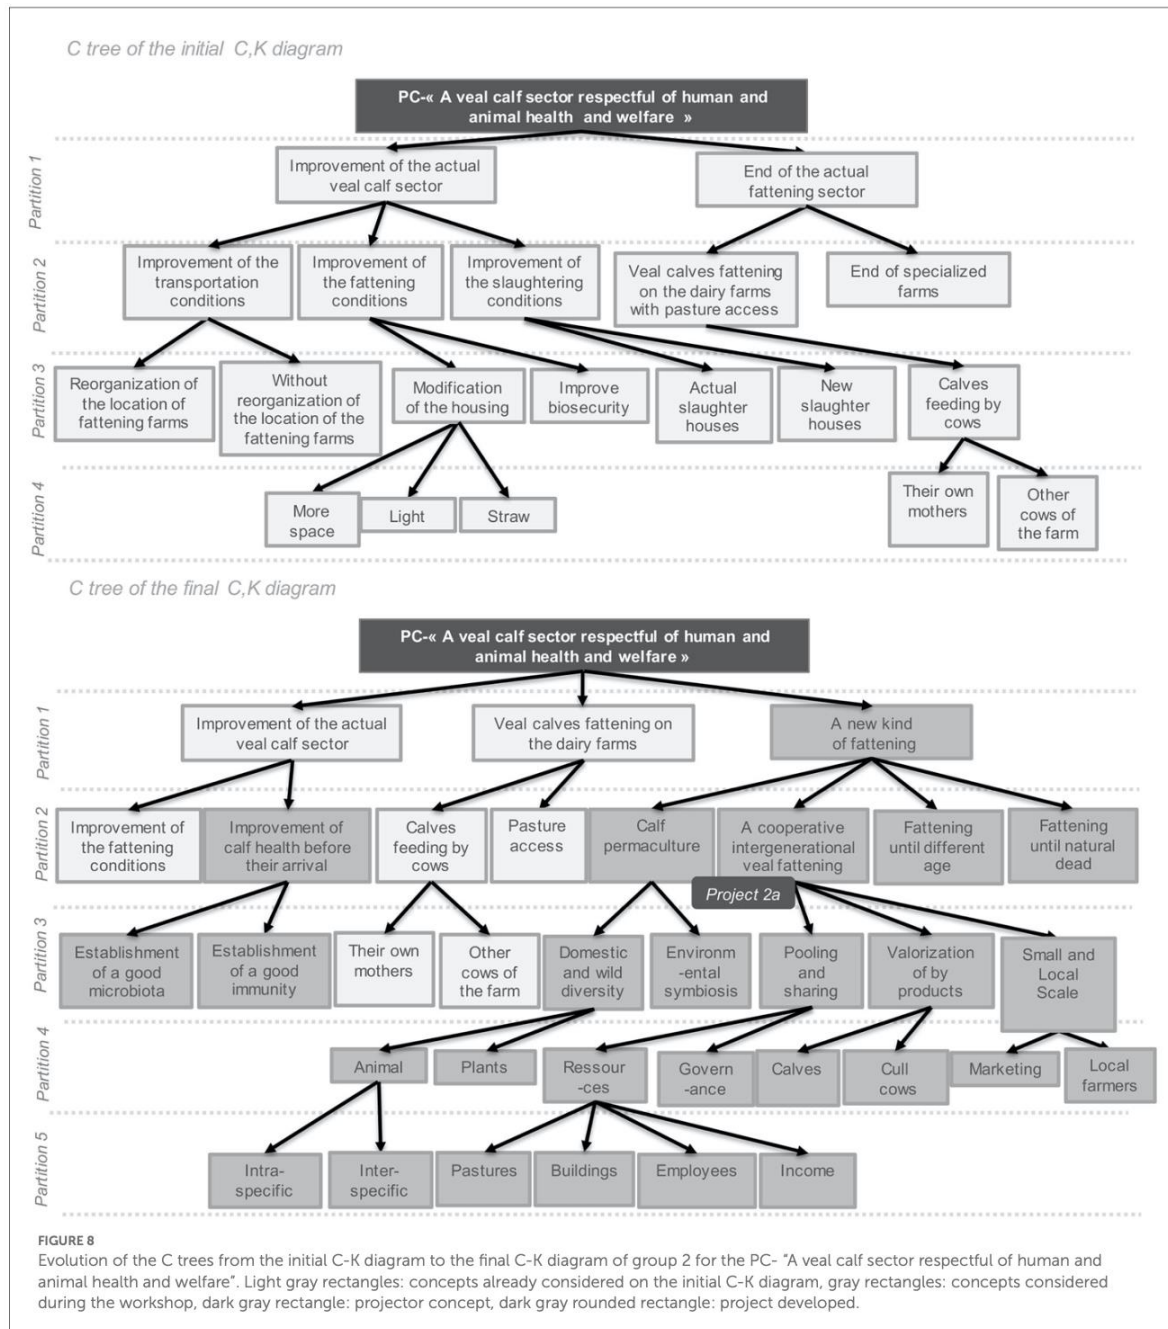 C tree of the initial C,K diagram
PC-« A veal calf sector respectful of human and
animal health and welfare »
Partition 1
Improvement of the actual
veal calf sector
End of the actual
fattening sector
Partition 2
Improvement of the
transportation
conditions
Improvement of
the fattening
conditions
Improvement of
the slaughtering
conditions
Veal calves fattening
on the dairy farms
with pasture access
End of specialized
farms
Partition 3
Reorganization of
the location of
fattening farms
Without
reorganization of
the location of the
fattening farms
Modification
of the housing
Improve
biosecurity
Actual
slaughter
houses
New
slaughter
houses
Calves
feeding by
cows
Partition 4
More
space
Light
Straw
Their own
mothers
Other
cows of
the farm
C tree of the final C,K diagram
PC-« A veal calf sector respectful of human and
animal health and welfare »
Partition 1
Improvement of the actual
veal calf sector
Veal calves fattening on
the dairy farms
A new kind
of fattening
Partition 2
Improvement of
the fattening
conditions
Improvement of
calf health before
their arrival
Calves
feeding by
cows
Pasture
access
Calf
permaculture
A cooperative
intergenerational
veal fattening
Fattening
until different
age
Fattening
until natural
dead
Project 2a
Partition 3
Establishment
of a good
microbiota
Establishment
of a good
immunity
Their own
mothers
Other
cows of
the farm
Domestic
and wild
diversity
Environm
-ental
symbiosis
Pooling
and
sharing
Valorization
of by
products
Small and
Local
Scale
Partition 4
Animal
Plants
Ressour
-ces
Govern
-ance
Calves
Cull
cows
Marketing
Local
farmers
Partition 5
Intra-
specific
Inter-
specific
Pastures
Buildings
Employees
Income
FIGURE 8
Evolution of the C trees from the initial C-K diagram to the final C-K diagram of group 2 for the PC- “A veal calf sector respectful of human and
animal health and welfare”. Light gray rectangles: concepts already considered on the initial C-K diagram, gray rectangles: concepts considered
during the workshop, dark gray rectangle: projector concept, dark gray rounded rectangle: project developed.